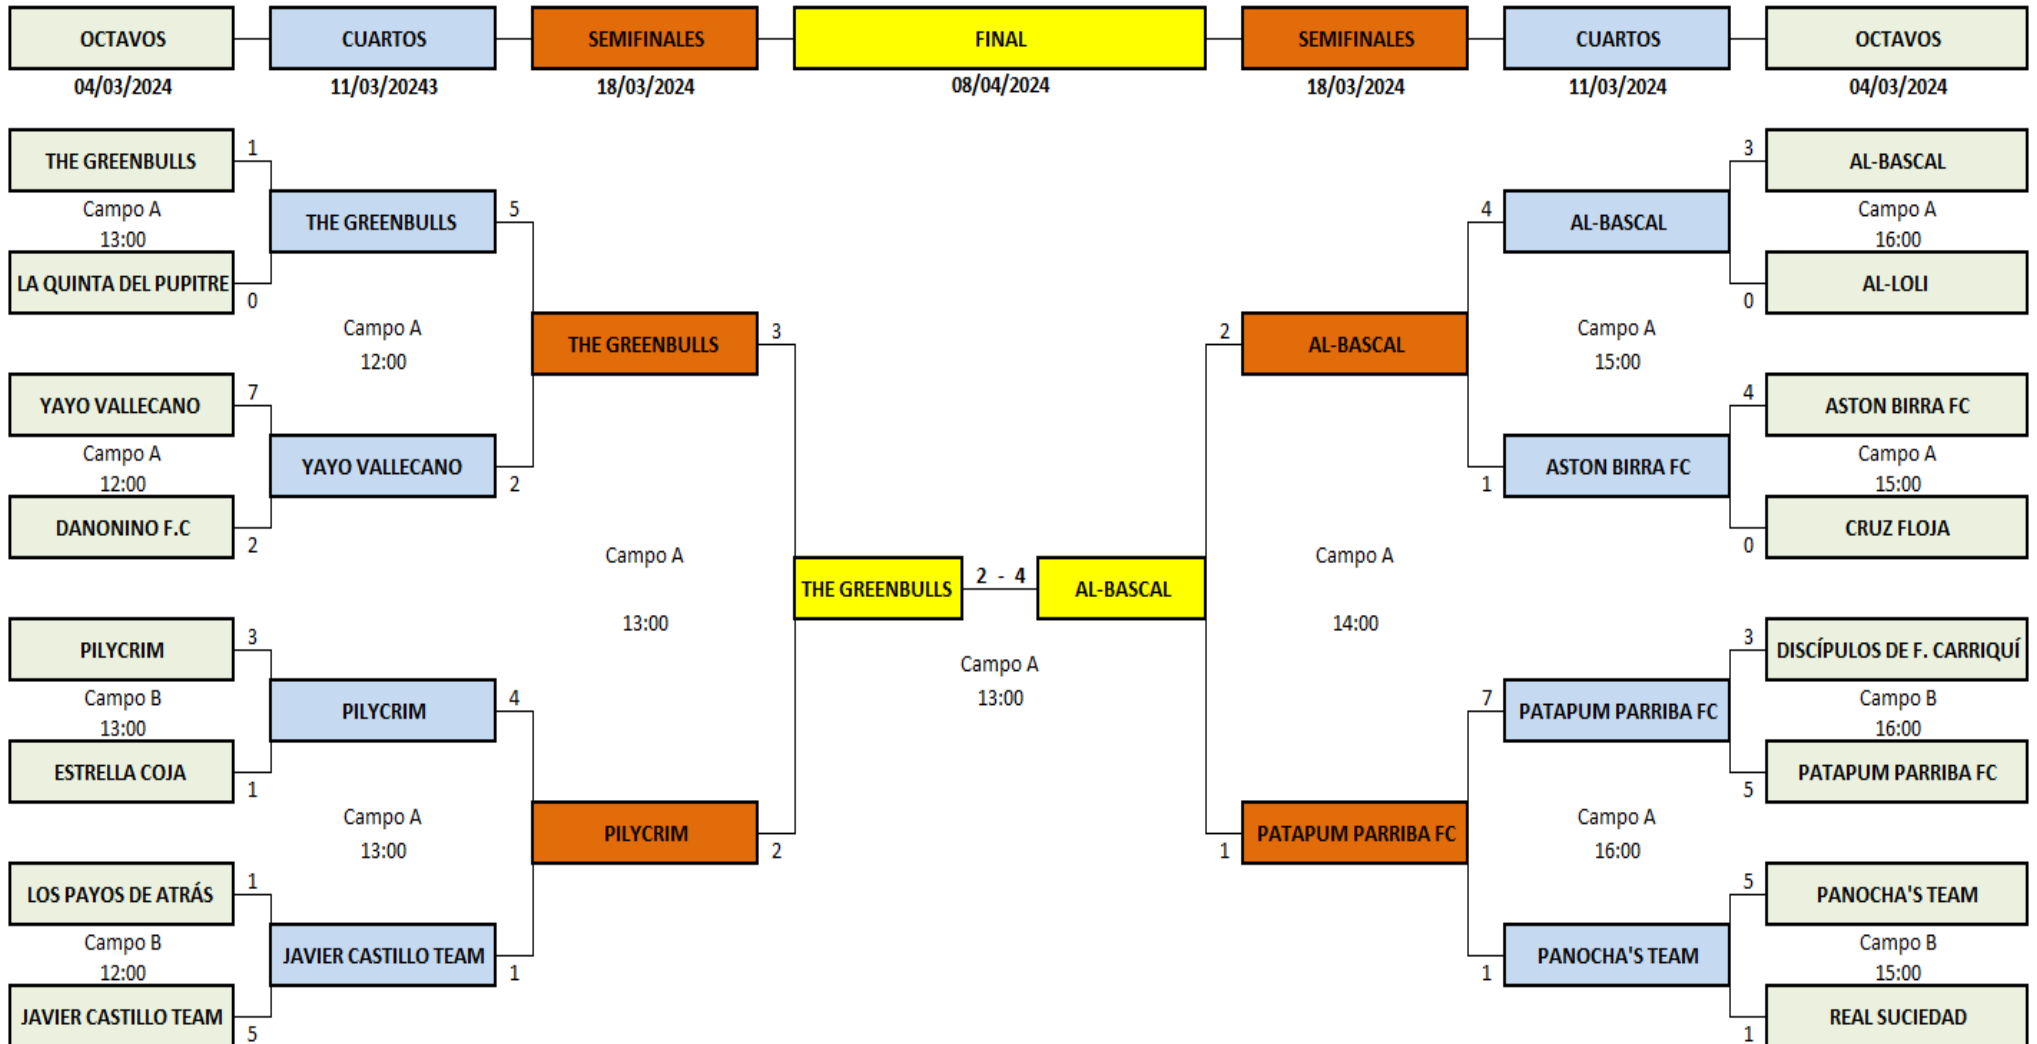 OCTAVOS CUARTOS SEMIFINALES FINAL SEMIFINALES CUARTOS OCTAVOS
04/03/2024 11/03/20243 18/03/2024 08/04/2024 18/03/2024 11/03/2024 04/03/2024
THE GREENBULLS 1 3 AL-BASCAL
Campo A Campo A
THE GREENBULLS 5 4 AL-BASCAL
13:00 16:00
LA QUINTA DEL PUPITRE 0 0 AL-LOLI
Campo A Campo A
THE GREENBULLS 3 2 AL-BASCAL
12:00 15:00
YAYO VALLECANO 7 4 ASTON BIRRA FC
Campo A Campo A
YAYO VALLECANO 2 1 ASTON BIRRA FC
12:00 15:00
DANONINO F.C 2 0 CRUZ FLOJA
Campo A Campo A
THE GREENBULLS 2 - 4 AL-BASCAL
13:00 14:00
PILYCRIM 3 3 DISCÍPULOS DE F. CARRIQUÍ
Campo A
13:00
Campo B Campo B
PILYCRIM 4 7 PATAPUM PARRIBA FC
13:00 16:00
ESTRELLA COJA 1 5 PATAPUM PARRIBA FC
Campo A Campo A
PILYCRIM 2 1 PATAPUM PARRIBA FC
13:00 16:00
LOS PAYOS DE ATRÁS 1 5 PANOCHA'S TEAM
Campo B Campo B
JAVIER CASTILLO TEAM 1 1 PANOCHA'S TEAM
12:00 15:00
JAVIER CASTILLO TEAM 5 1 REAL SUCIEDAD